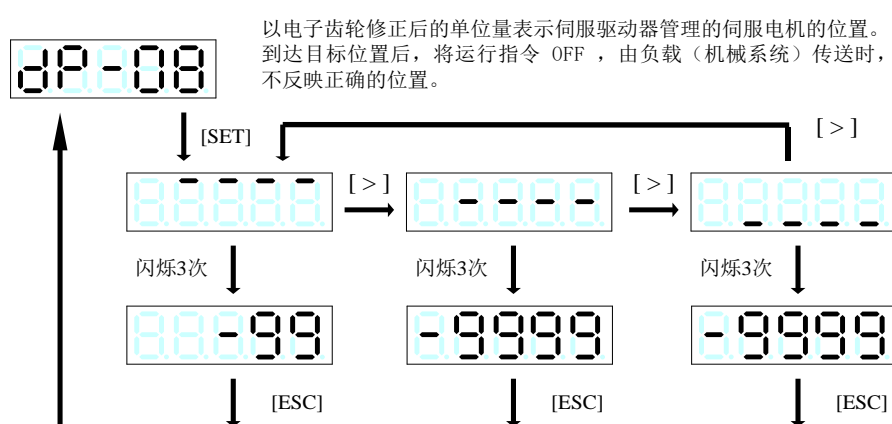 以电子齿轮修正后的单位量表示伺服驱动器管理的伺服电机的位置。
到达目标位置后，将运行指令 OFF ，由负载（机械系统）传送时，
不反映正确的位置。
dP-08
[SET]
[ > ]
---- [ > ] ---- [ > ] ----
闪烁3次 闪烁3次 闪烁3次
-99 -9999 -9999
[ESC] [ESC] [ESC]